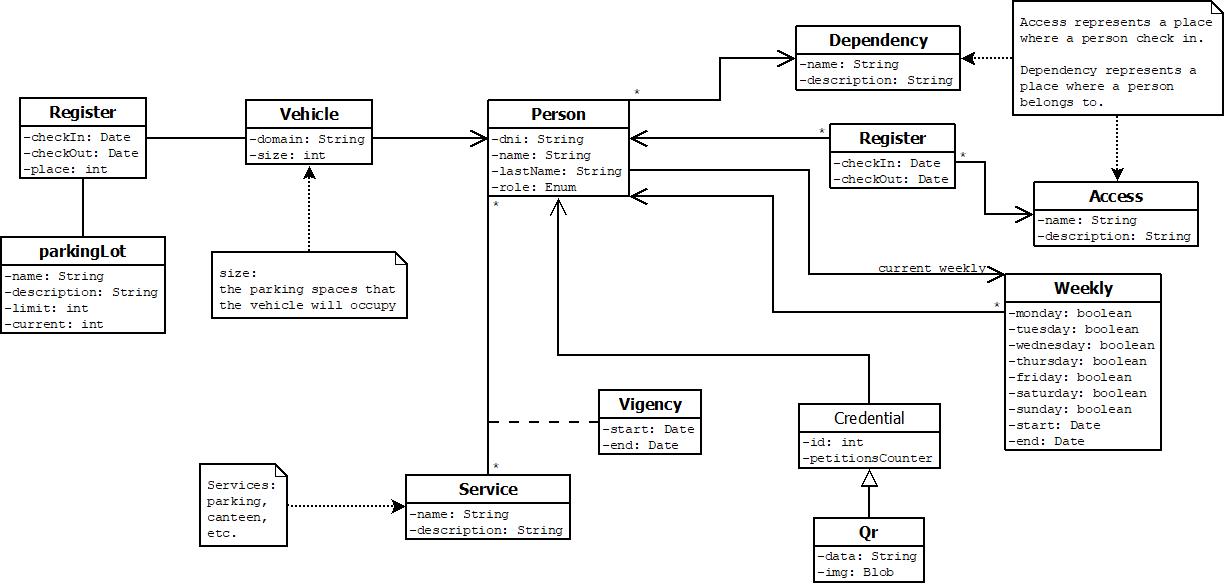 Access represents a place
where a person check in.
Dependency represents a
place where a person
belongs to.
Dependency
-name: String
-description: String
*
Register
-checkIn: Date
-checkOut: Date
-place: int
Vehicle
-domain: String
-size: int
Person
-dni: String
-name: String
-lastName: String
-role: Enum
*
*
Register
-checkIn: Date
-checkOut: Date
*
Access
-name: String
-description: String
parkingLot
-name: String
-description: String
-limit: int
-current: int
size:
the parking spaces that
the vehicle will occupy
current weekly
*
Weekly
-monday: boolean
-tuesday: boolean
-wednesday: boolean
-thursday: boolean
-friday: boolean
-saturday: boolean
-sunday: boolean
-start: Date
-end: Date
Vigency
-start: Date
-end: Date
Credential
-id: int
-petitionsCounter
*
Services:
parking,
canteen,
etc.
Service
-name: String
-description: String
Qr
-data: String
-img: Blob